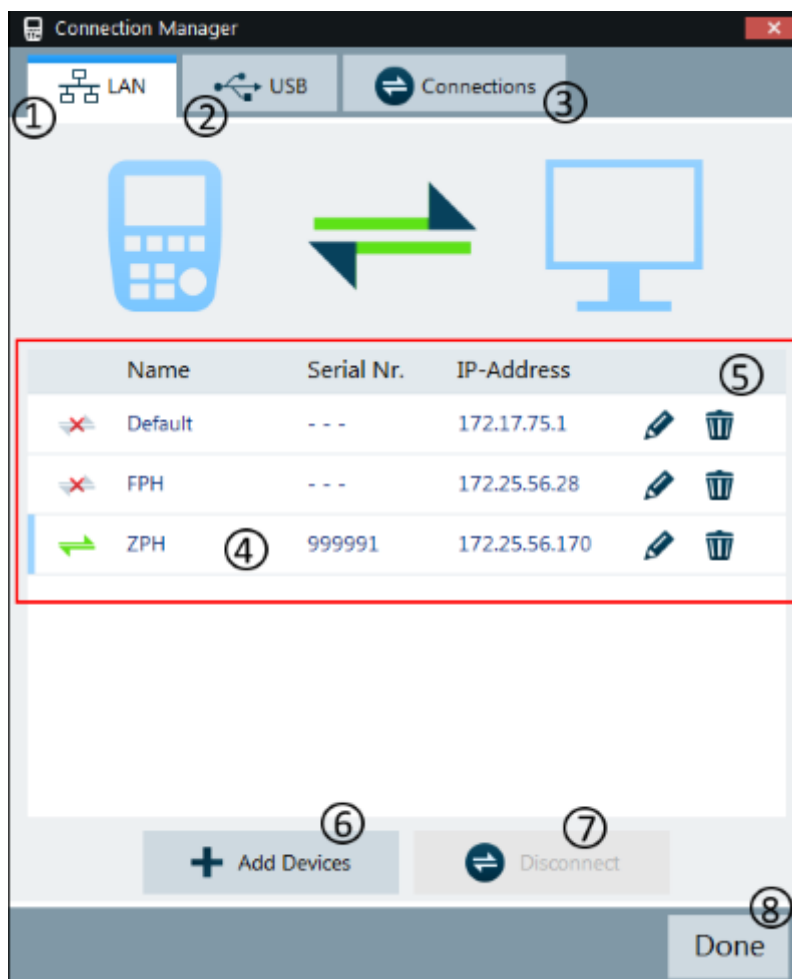 Connection Manager
LAN USB Connections
① ② ③
Name Serial Nr. IP-Address ⑤
Default - - - 172.17.75.1
FPH - - - 172.25.56.28
ZPH ④ 999991 172.25.56.170
⑥ ⑦
Add Devices Disconnect
⑧
Done